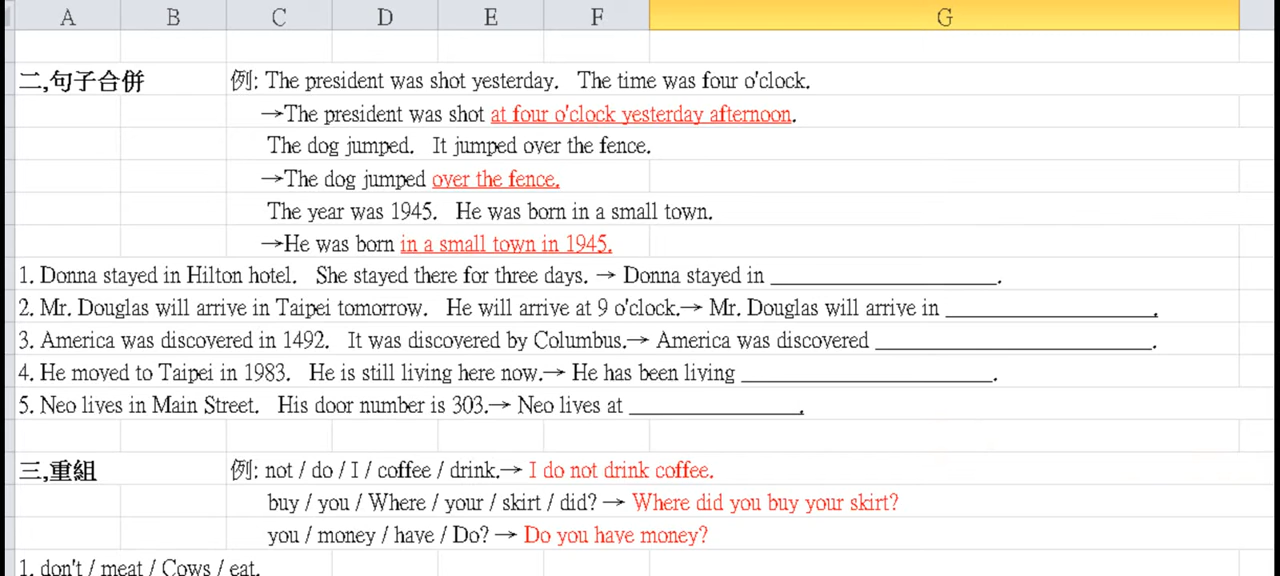 A B C D E F G
二,句子合併 例: The president was shot yesterday. The time was four o'clock.
→The president was shot at four o'clock yesterday afternoon.
The dog jumped. It jumped over the fence.
→The dog jumped over the fence.
The year was 1945. He was born in a small town.
→He was born in a small town in 1945.
1. Donna stayed in Hilton hotel. She stayed there for three days. → Donna stayed in ____________________.
2. Mr. Douglas will arrive in Taipei tomorrow. He will arrive at 9 o'clock.→ Mr. Douglas will arrive in ____________________.
3. America was discovered in 1492. It was discovered by Columbus.→ America was discovered ____________________.
4. He moved to Taipei in 1983. He is still living here now.→ He has been living ____________________.
5. Neo lives in Main Street. His door number is 303.→ Neo lives at ________________.
三,重組 例: not / do / I / coffee / drink.→ I do not drink coffee.
buy / you / Where / your / skirt / did? → Where did you buy your skirt?
you / money / have / Do? → Do you have money?
1. don't / meat / Cows / eat.